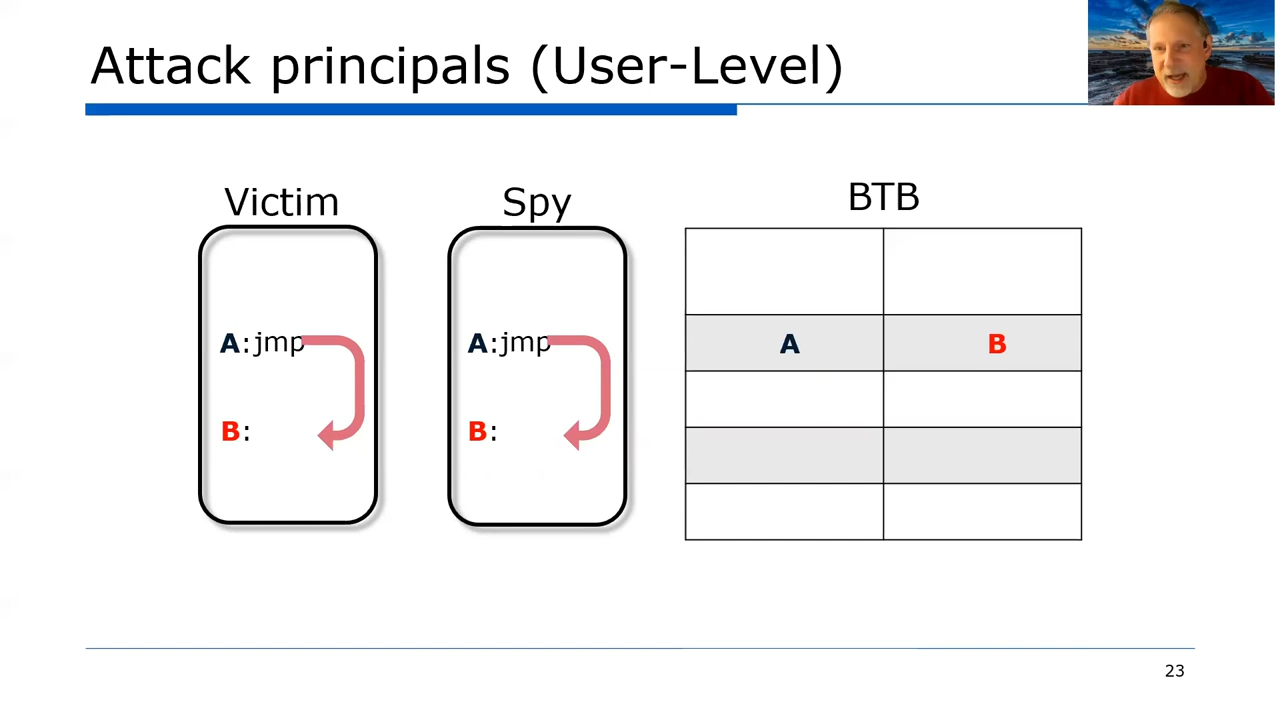 Attack principals (User-Level)
Victim
Spy
BTB
A:jmp
B:
A:jmp
B:
A B
23